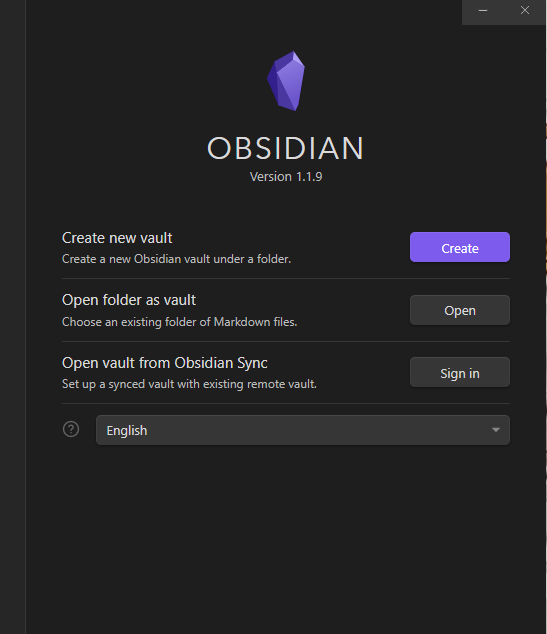 OBSIDIAN
Version 1.1.9
Create new vault
Create a new Obsidian vault under a folder.
Create
Open folder as vault
Choose an existing folder of Markdown files.
Open
Open vault from Obsidian Sync
Set up a synced vault with existing remote vault.
Sign in
English